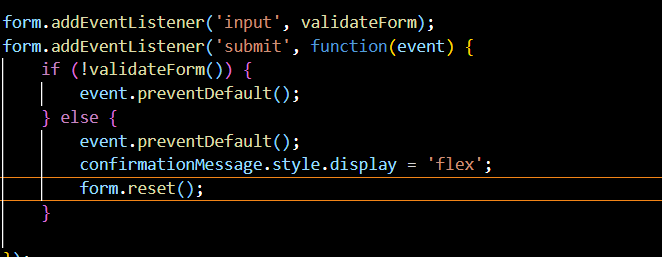 form.addEventListener('input', validateForm);
form.addEventListener('submit', function(event) {
if (!validateForm()) {
event.preventDefault();
} else {
event.preventDefault();
confirmationMessage.style.display = 'flex';
form.reset();
}
});